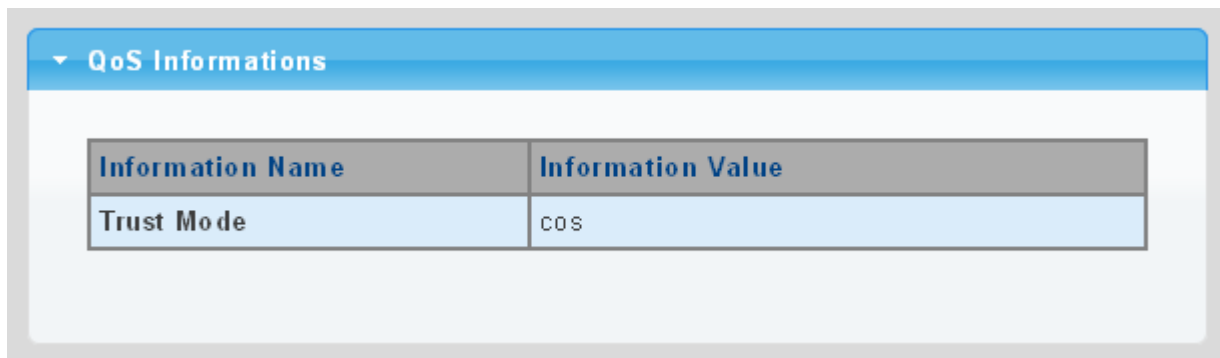 QoS Informations
Information Name Information Value
Trust Mode cos